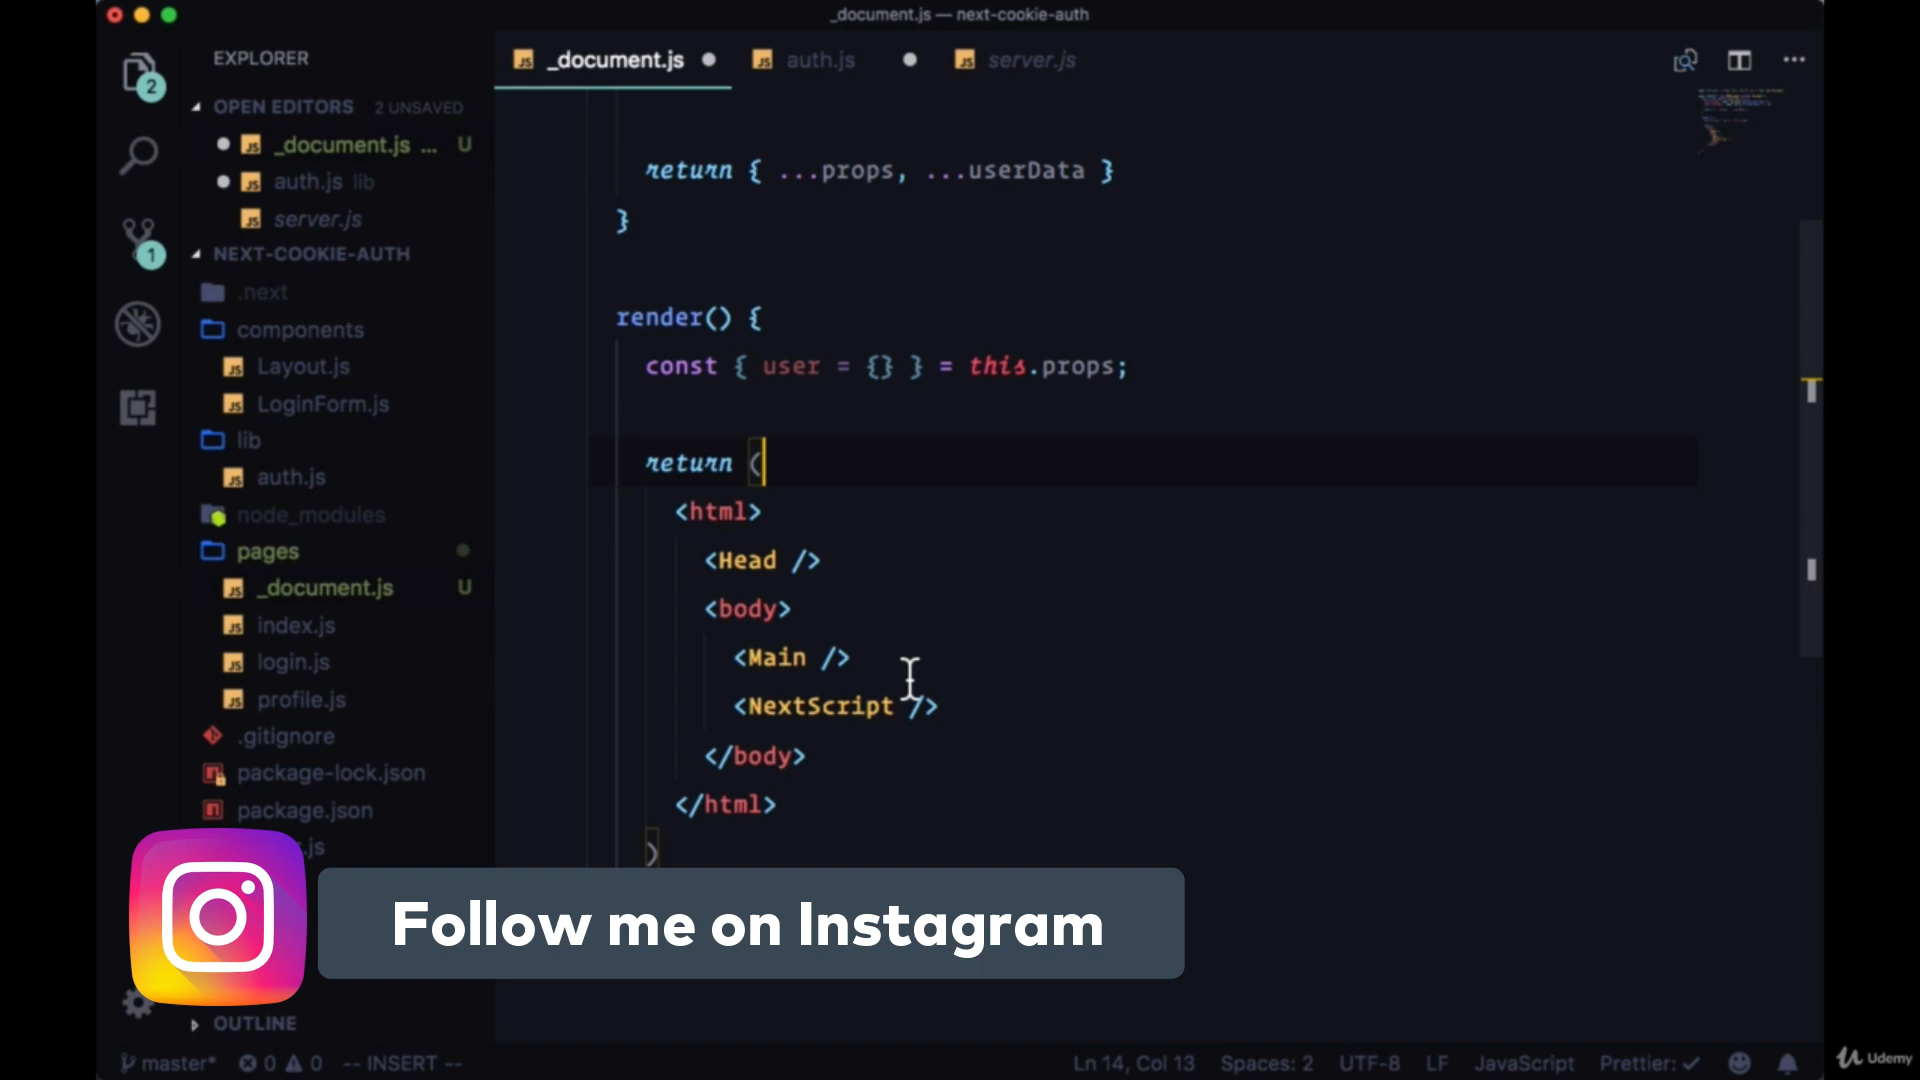 _document.js — next-cookie-auth
EXPLORER
OPEN EDITORS 2 UNSAVED
_document.js ... U
auth.js lib
server.js
NEXT-COOKIE-AUTH
.next
components
Layout.js
LoginForm.js
lib
auth.js
node_modules
pages
_document.js U
index.js
login.js
profile.js
.gitignore
package-lock.json
package.json
.js
OUTLINE
2
1
_document.js
auth.js
server.js
return { ...props, ...userData }
}
render() {
const { user = {} } = this.props;
return (
<html>
<Head />
<body>
<Main />
<NextScript />
</body>
</html>
)
Follow me on Instagram
master* 0 0 -- INSERT --
Ln 14, Col 13 Spaces: 2 UTF-8 LF JavaScript Prettier: ✓
Udemy